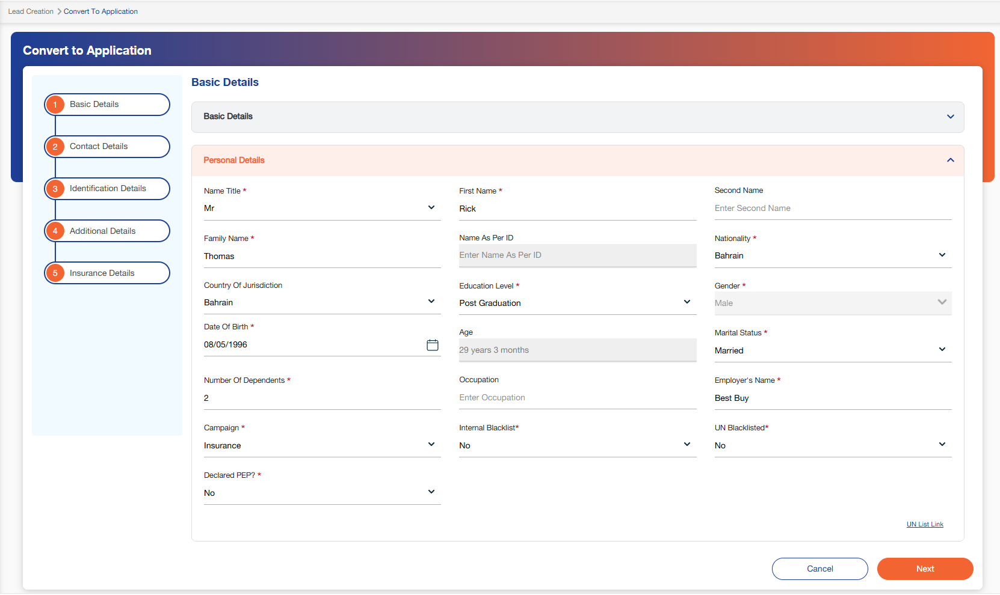 Lead Creation > Convert To Application
Convert to Application
1 Basic Details
2 Contact Details
3 Identification Details
4 Additional Details
5 Insurance Details
Basic Details
Basic Details
Personal Details
Name Title * First Name * Second Name
Mr Rick Enter Second Name
Family Name * Name As Per ID Nationality *
Thomas Enter Name As Per ID Bahrain
Country Of Jurisdiction Education Level * Gender *
Bahrain Post Graduation Male
Date Of Birth * Age Marital Status *
08/05/1996 29 years 3 months Married
Number Of Dependents * Occupation Employer's Name *
2 Enter Occupation Best Buy
Campaign * Internal Blacklist* UN Blacklisted*
Insurance No No
Declared PEP? *
No
UN List Link
Cancel Next